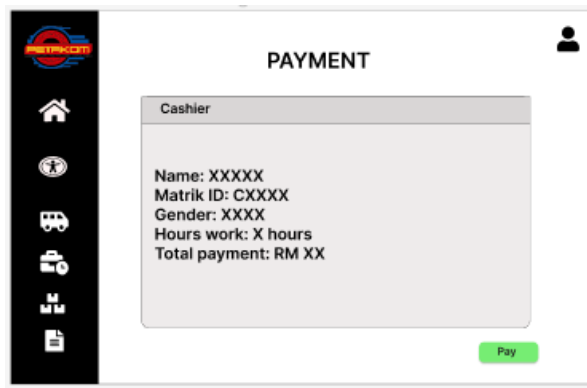 PETAKOM
PAYMENT
Cashier
Name: XXXXX
Matrik ID: CXXXX
Gender: XXXX
Hours work: X hours
Total payment: RM XX
Pay